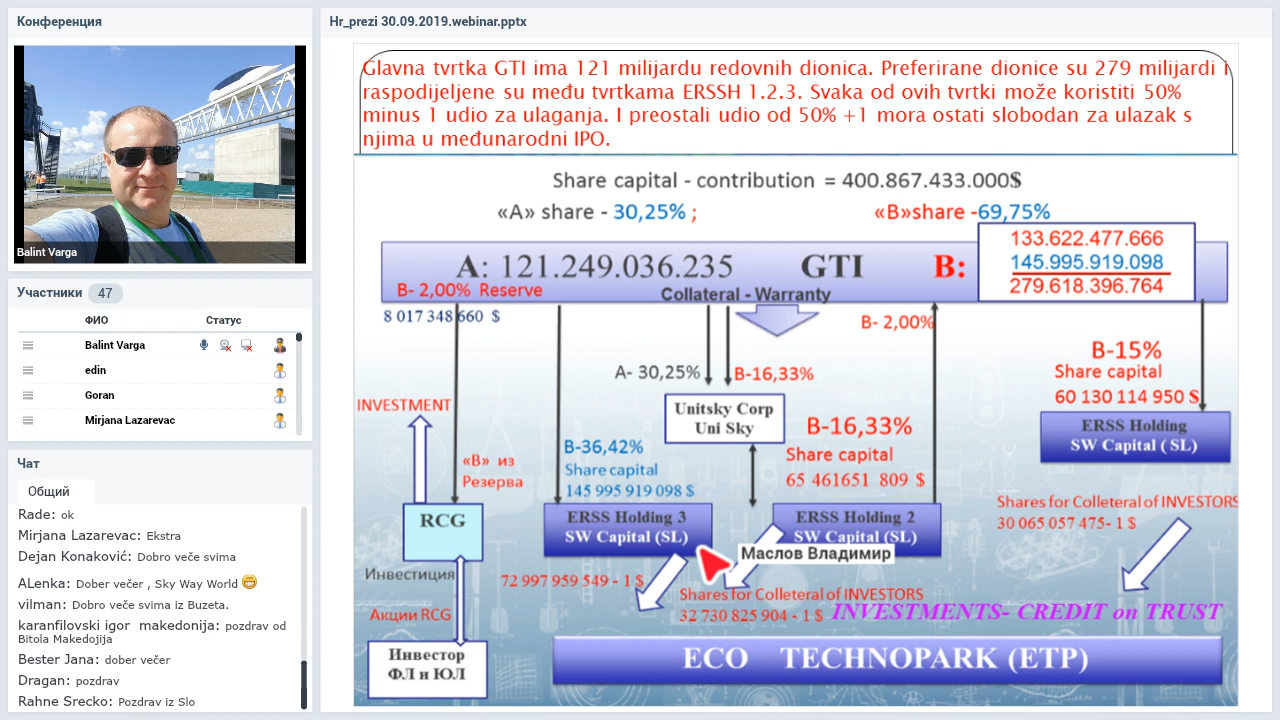 Конференция
Balint Varga
Участники 47
ФИО Статус
Balint Varga
edin
Goran
Mirjana Lazarevac
Чат
Общий
Rade: ok
Mirjana Lazarevac: Ekstra
Dejan Konaković: Dobro veče svima
ALenka: Dober večer , Sky Way World
vilman: Dobro veče svima iz Buzeta.
karanfilovski igor makedonija: pozdrav od
Bitola Makedojija
Bester Jana: dober večer
Dragan: pozdrav
Rahne Srecko: Pozdrav iz Slo
Hr_prezi 30.09.2019.webinar.pptx
Glavna tvrtka GTI ima 121 milijardu redovnih dionica. Preferirane dionice su 279 milijardi i
raspodijeljene su među tvrtkama ERSSH 1.2.3. Svaka od ovih tvrtki može koristiti 50%
minus 1 udio za ulaganja. I preostali udio od 50% +1 mora ostati slobodan za ulazak s
njima u međunarodni IPO.
Share capital - contribution = 400.867.433.000$
«A» share - 30,25% ; «B»share -69,75%
A: 121.249.036.235 GTI B:
133.622.477.666
145.995.919.098
279.618.396.764
B- 2,00% Reserve
Collateral - Warranty
8 017 348 660 $
B- 2,00%
A- 30,25%
B-16,33%
B-15%
Share capital
60 130 114 950 $
INVESTMENT
Unitsky Corp
Uni Sky
ERSS Holding
SW Capital ( SL)
B-36,42%
Share capital
145 995 919 098 $
B-16,33%
Share capital
65 461651 809 $
«В» из
Резерва
RCG
ERSS Holding 3
SW Capital (SL)
ERSS Holding 2
SW Capital (SL)
Маслов Владимир
Shares for Colleteral of INVESTORS
30 065 057 475- 1 $
Инвестиция
72 997 959 549 - 1 $
Shares for Colleteral of INVESTORS
32 730 825 904 - 1 $
INVESTMENTS- CREDIT on TRUST
Акции RCG
Инвестор
ФЛ и ЮЛ
ECO TECHNOPARK (ETP)